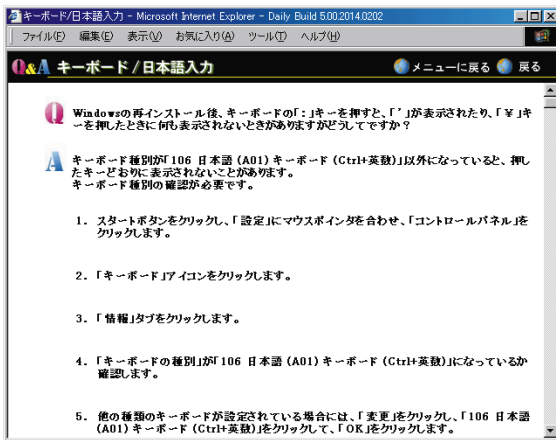 キーボード/日本語入力 - Microsoft Internet Explorer - Daily Build 5.00.2014.0202
ファイル(F) 編集(E) 表示(V) お気に入り(A) ツール(T) ヘルプ(H)
Q&A キーボード / 日本語入力 メニューに戻る 戻る
Q Windowsの再インストール後、キーボードの「:」キーを押すと、「'」が表示されたり、「¥」キ
ーを押したときに何も表示されないときがありますがどうしてですか？
A キーボード種別が「106 日本語 (A01) キーボード (Ctrl+英数)」以外になっていると、押し
たキーどおりに表示されないことがあります。
キーボード種別の確認が必要です。
1. スタートボタンをクリックし、「設定」にマウスポインタを合わせ、「コントロールパネル」を
クリックします。
2. 「キーボード」アイコンをクリックします。
3. 「情報」タブをクリックします。
4. 「キーボードの種別」が「106 日本語 (A01) キーボード (Ctrl+英数)」になっているか
確認します。
5. 他の種類のキーボードが設定されている場合には、「変更」をクリックし、「106 日本語
(A01) キーボード (Ctrl+英数)」をクリックして、「OK」をクリックします。